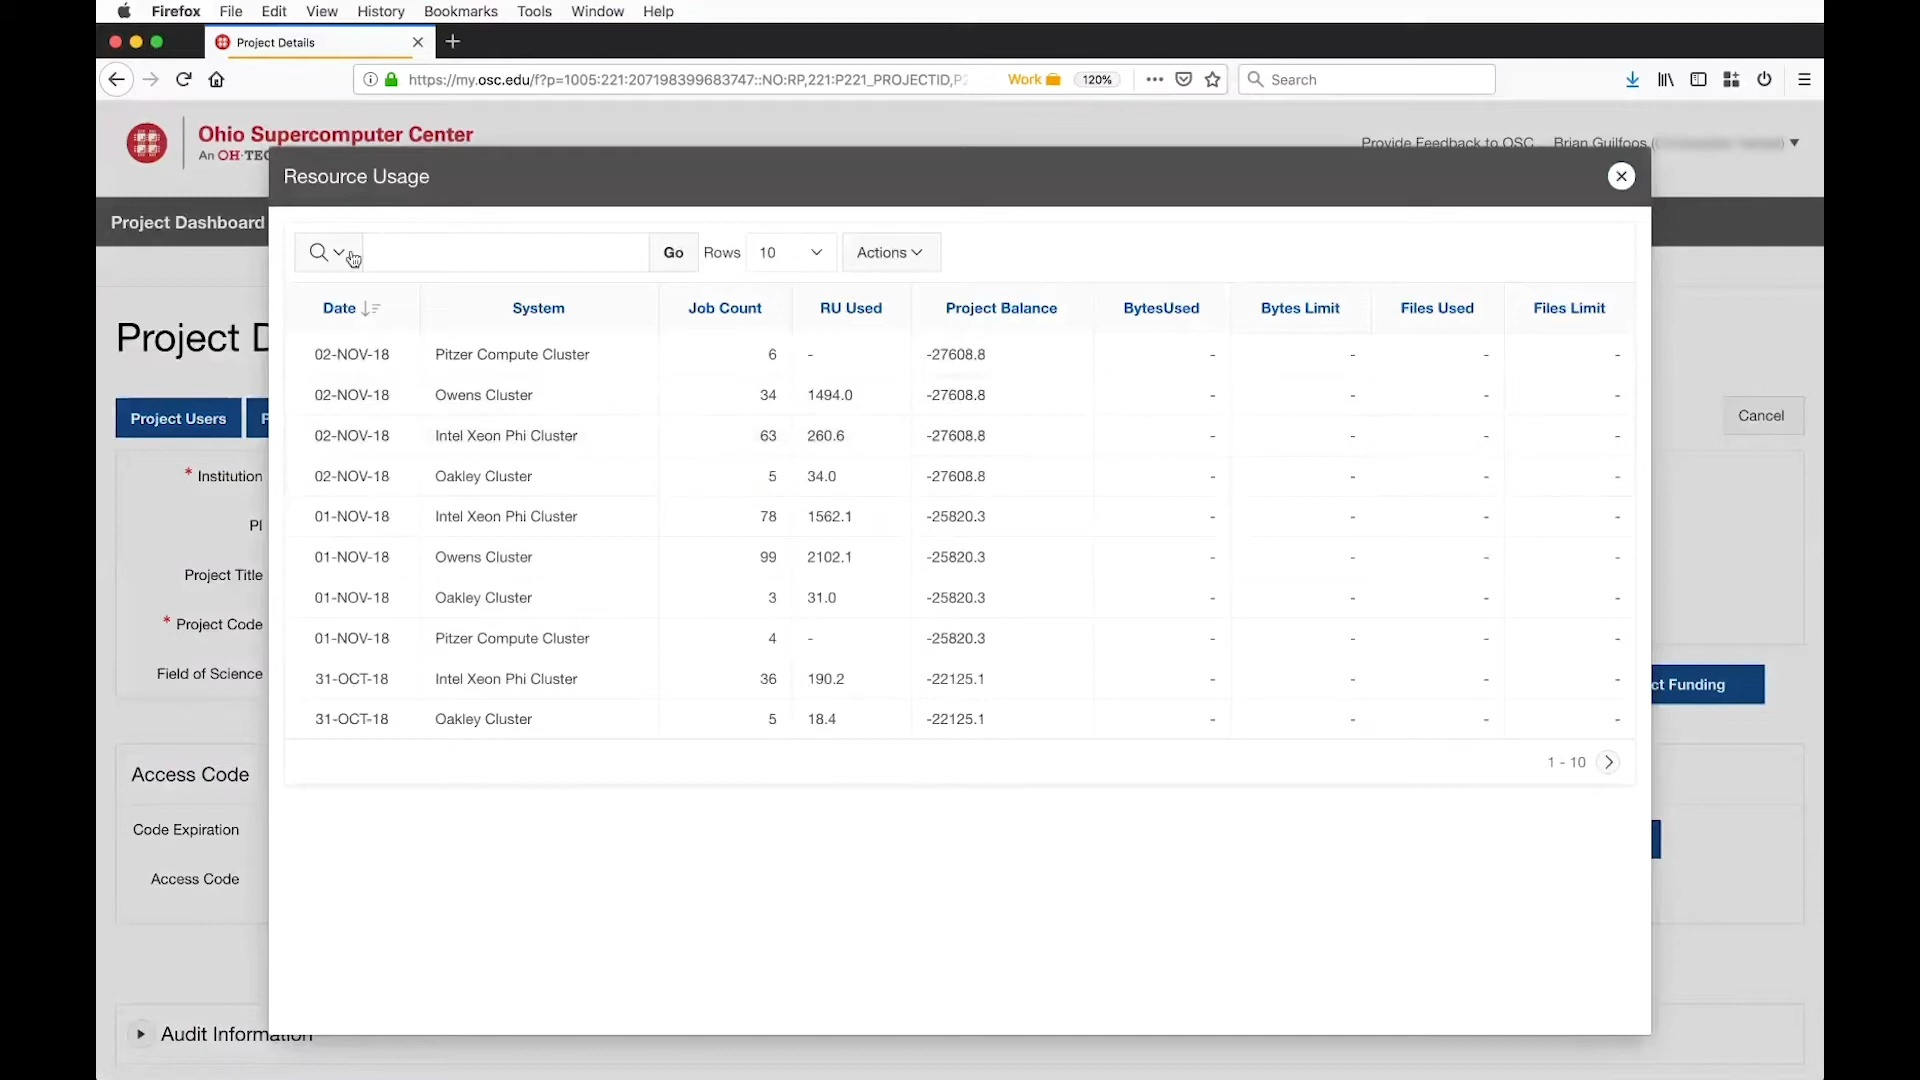 Firefox File Edit View History Bookmarks Tools Window Help
Project Details
https://my.osc.edu/f?p=1005:221:207198399683747::NO:RP,221:P221_PROJECTID,P2 Work 120% Search
Ohio Supercomputer Center
An OH·TEC
Provide Feedback to OSC Brian Guilfoos
Resource Usage
Project Dashboard
Go Rows 10 Actions
Date System Job Count RU Used Project Balance BytesUsed Bytes Limit Files Used Files Limit
02-NOV-18 Pitzer Compute Cluster 6 - -27608.8 - - - -
02-NOV-18 Owens Cluster 34 1494.0 -27608.8 - - - -
02-NOV-18 Intel Xeon Phi Cluster 63 260.6 -27608.8 - - - -
02-NOV-18 Oakley Cluster 5 34.0 -27608.8 - - - -
01-NOV-18 Intel Xeon Phi Cluster 78 1562.1 -25820.3 - - - -
01-NOV-18 Owens Cluster 99 2102.1 -25820.3 - - - -
01-NOV-18 Oakley Cluster 3 31.0 -25820.3 - - - -
01-NOV-18 Pitzer Compute Cluster 4 - -25820.3 - - - -
31-OCT-18 Intel Xeon Phi Cluster 36 190.2 -22125.1 - - - -
31-OCT-18 Oakley Cluster 5 18.4 -22125.1 - - - -
1 - 10
Project D
Project Users P
Cancel
* Institution
PI
Project Title
* Project Code
Field of Science
ct Funding
Access Code
Code Expiration
Access Code
Audit Information